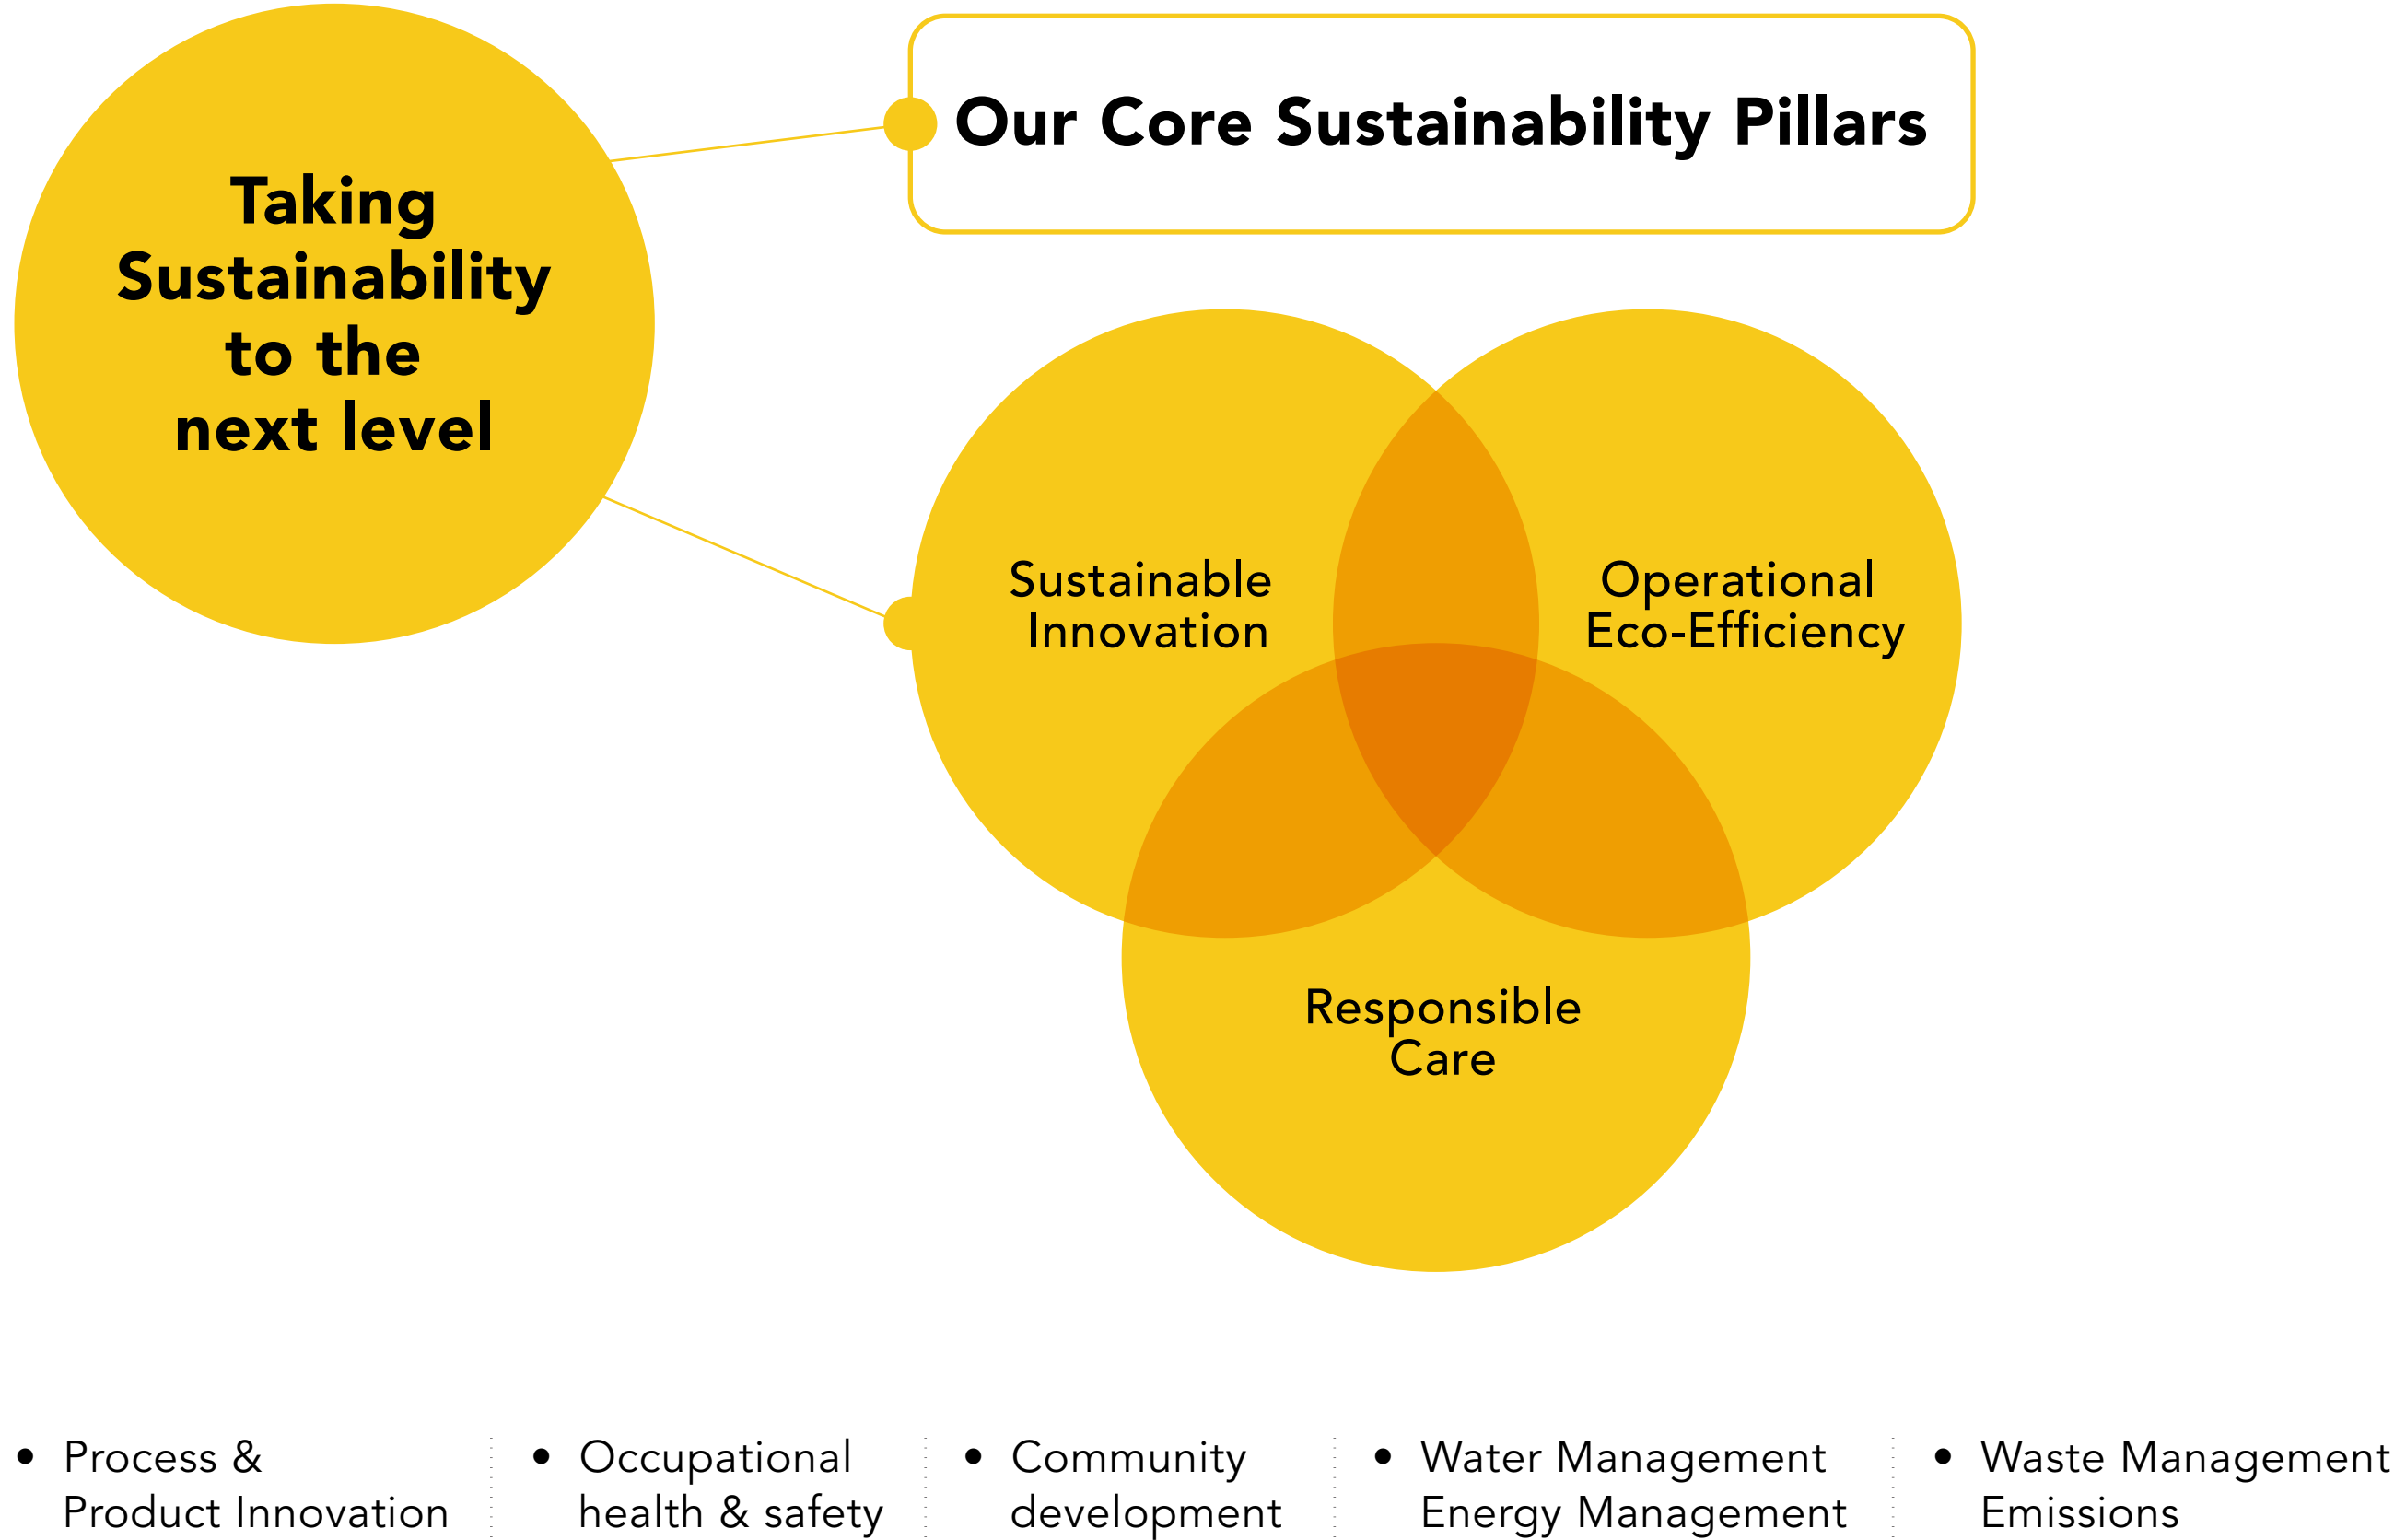 Taking
Sustainability
to the
next level
Our Core Sustainability Pillars
Sustainable
Innovation
Operational
Eco-Efficiency
Responsible
Care
• Process &
Product Innovation
• Occupational
health & safety
• Community
development
• Water Management
Energy Management
• Waste Management
Emissions